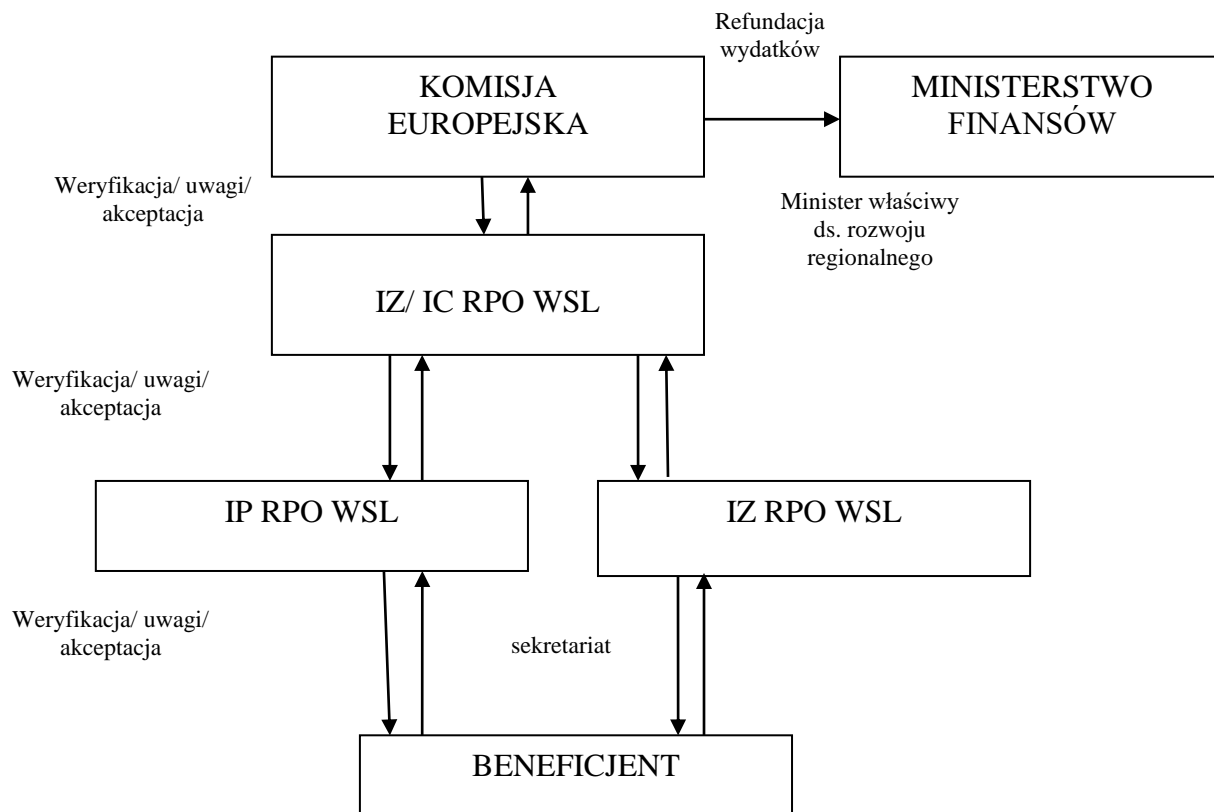 Refundacja
wydatków
KOMISJA
EUROPEJSKA
MINISTERSTWO
FINANSÓW
Weryfikacja/ uwagi/
akceptacja
Minister właściwy
ds. rozwoju
regionalnego
IZ/ IC RPO WSL
Weryfikacja/ uwagi/
akceptacja
IP RPO WSL
IZ RPO WSL
Weryfikacja/ uwagi/
akceptacja
sekretariat
BENEFICJENT